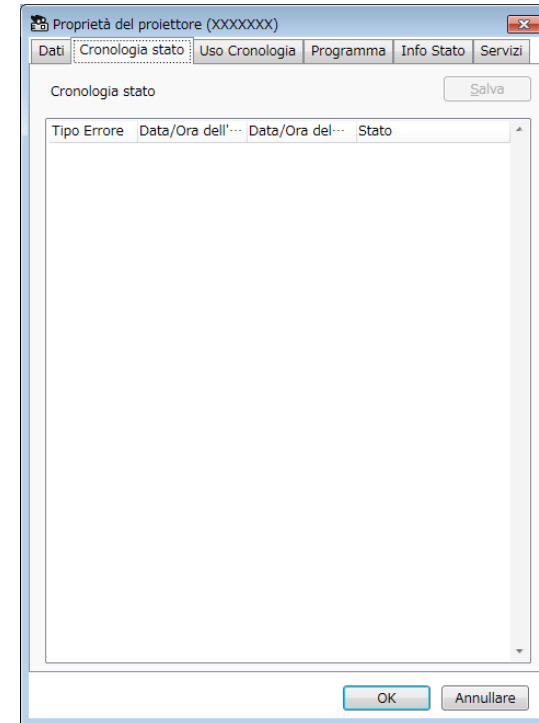 Proprietà del proiettore (XXXXXXX)
Dati Cronologia stato Uso Cronologia Programma Info Stato Servizi
Cronologia stato Salva
Tipo Errore Data/Ora dell'··· Data/Ora del··· Stato
OK Annullare